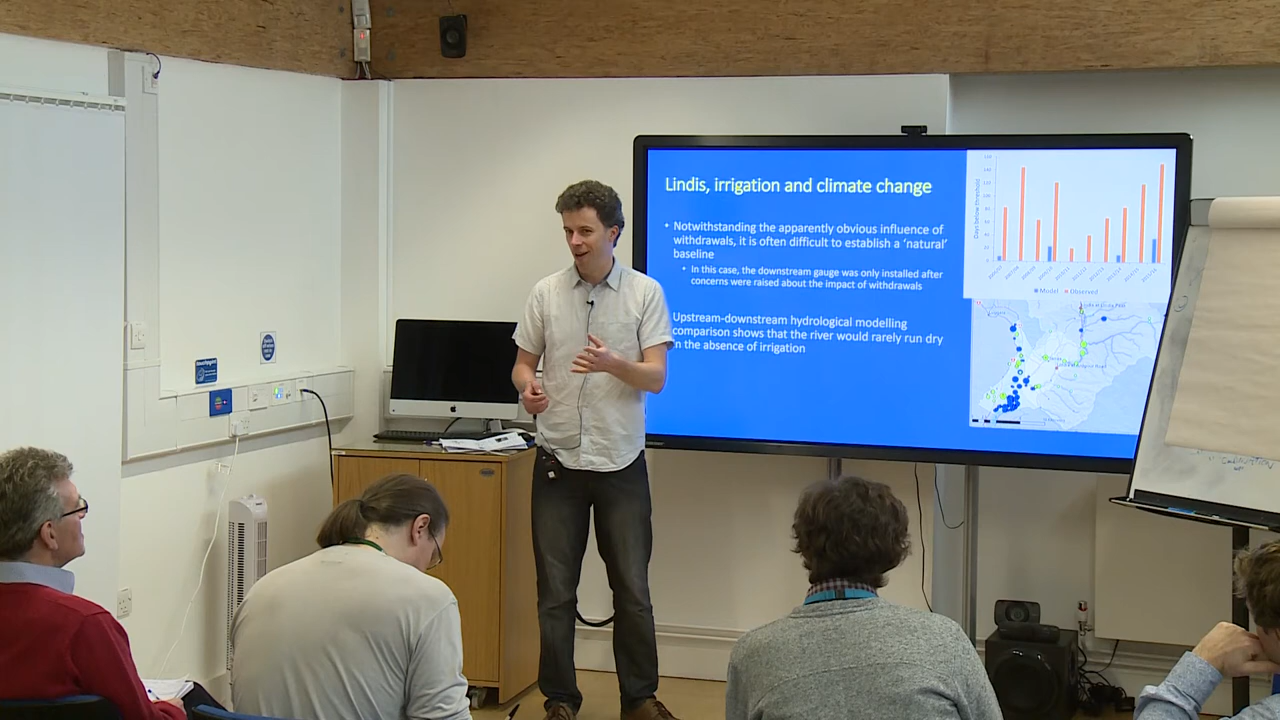 Lindis, irrigation and climate change
• Notwithstanding the apparently obvious influence of
withdrawals, it is often difficult to establish a ‘natural’
baseline
• In this case, the downstream gauge was only installed after
concerns were raised about the impact of withdrawals
Upstream-downstream hydrological modelling
comparison shows that the river would rarely run dry
in the absence of irrigation
Days below threshold
Model Observed